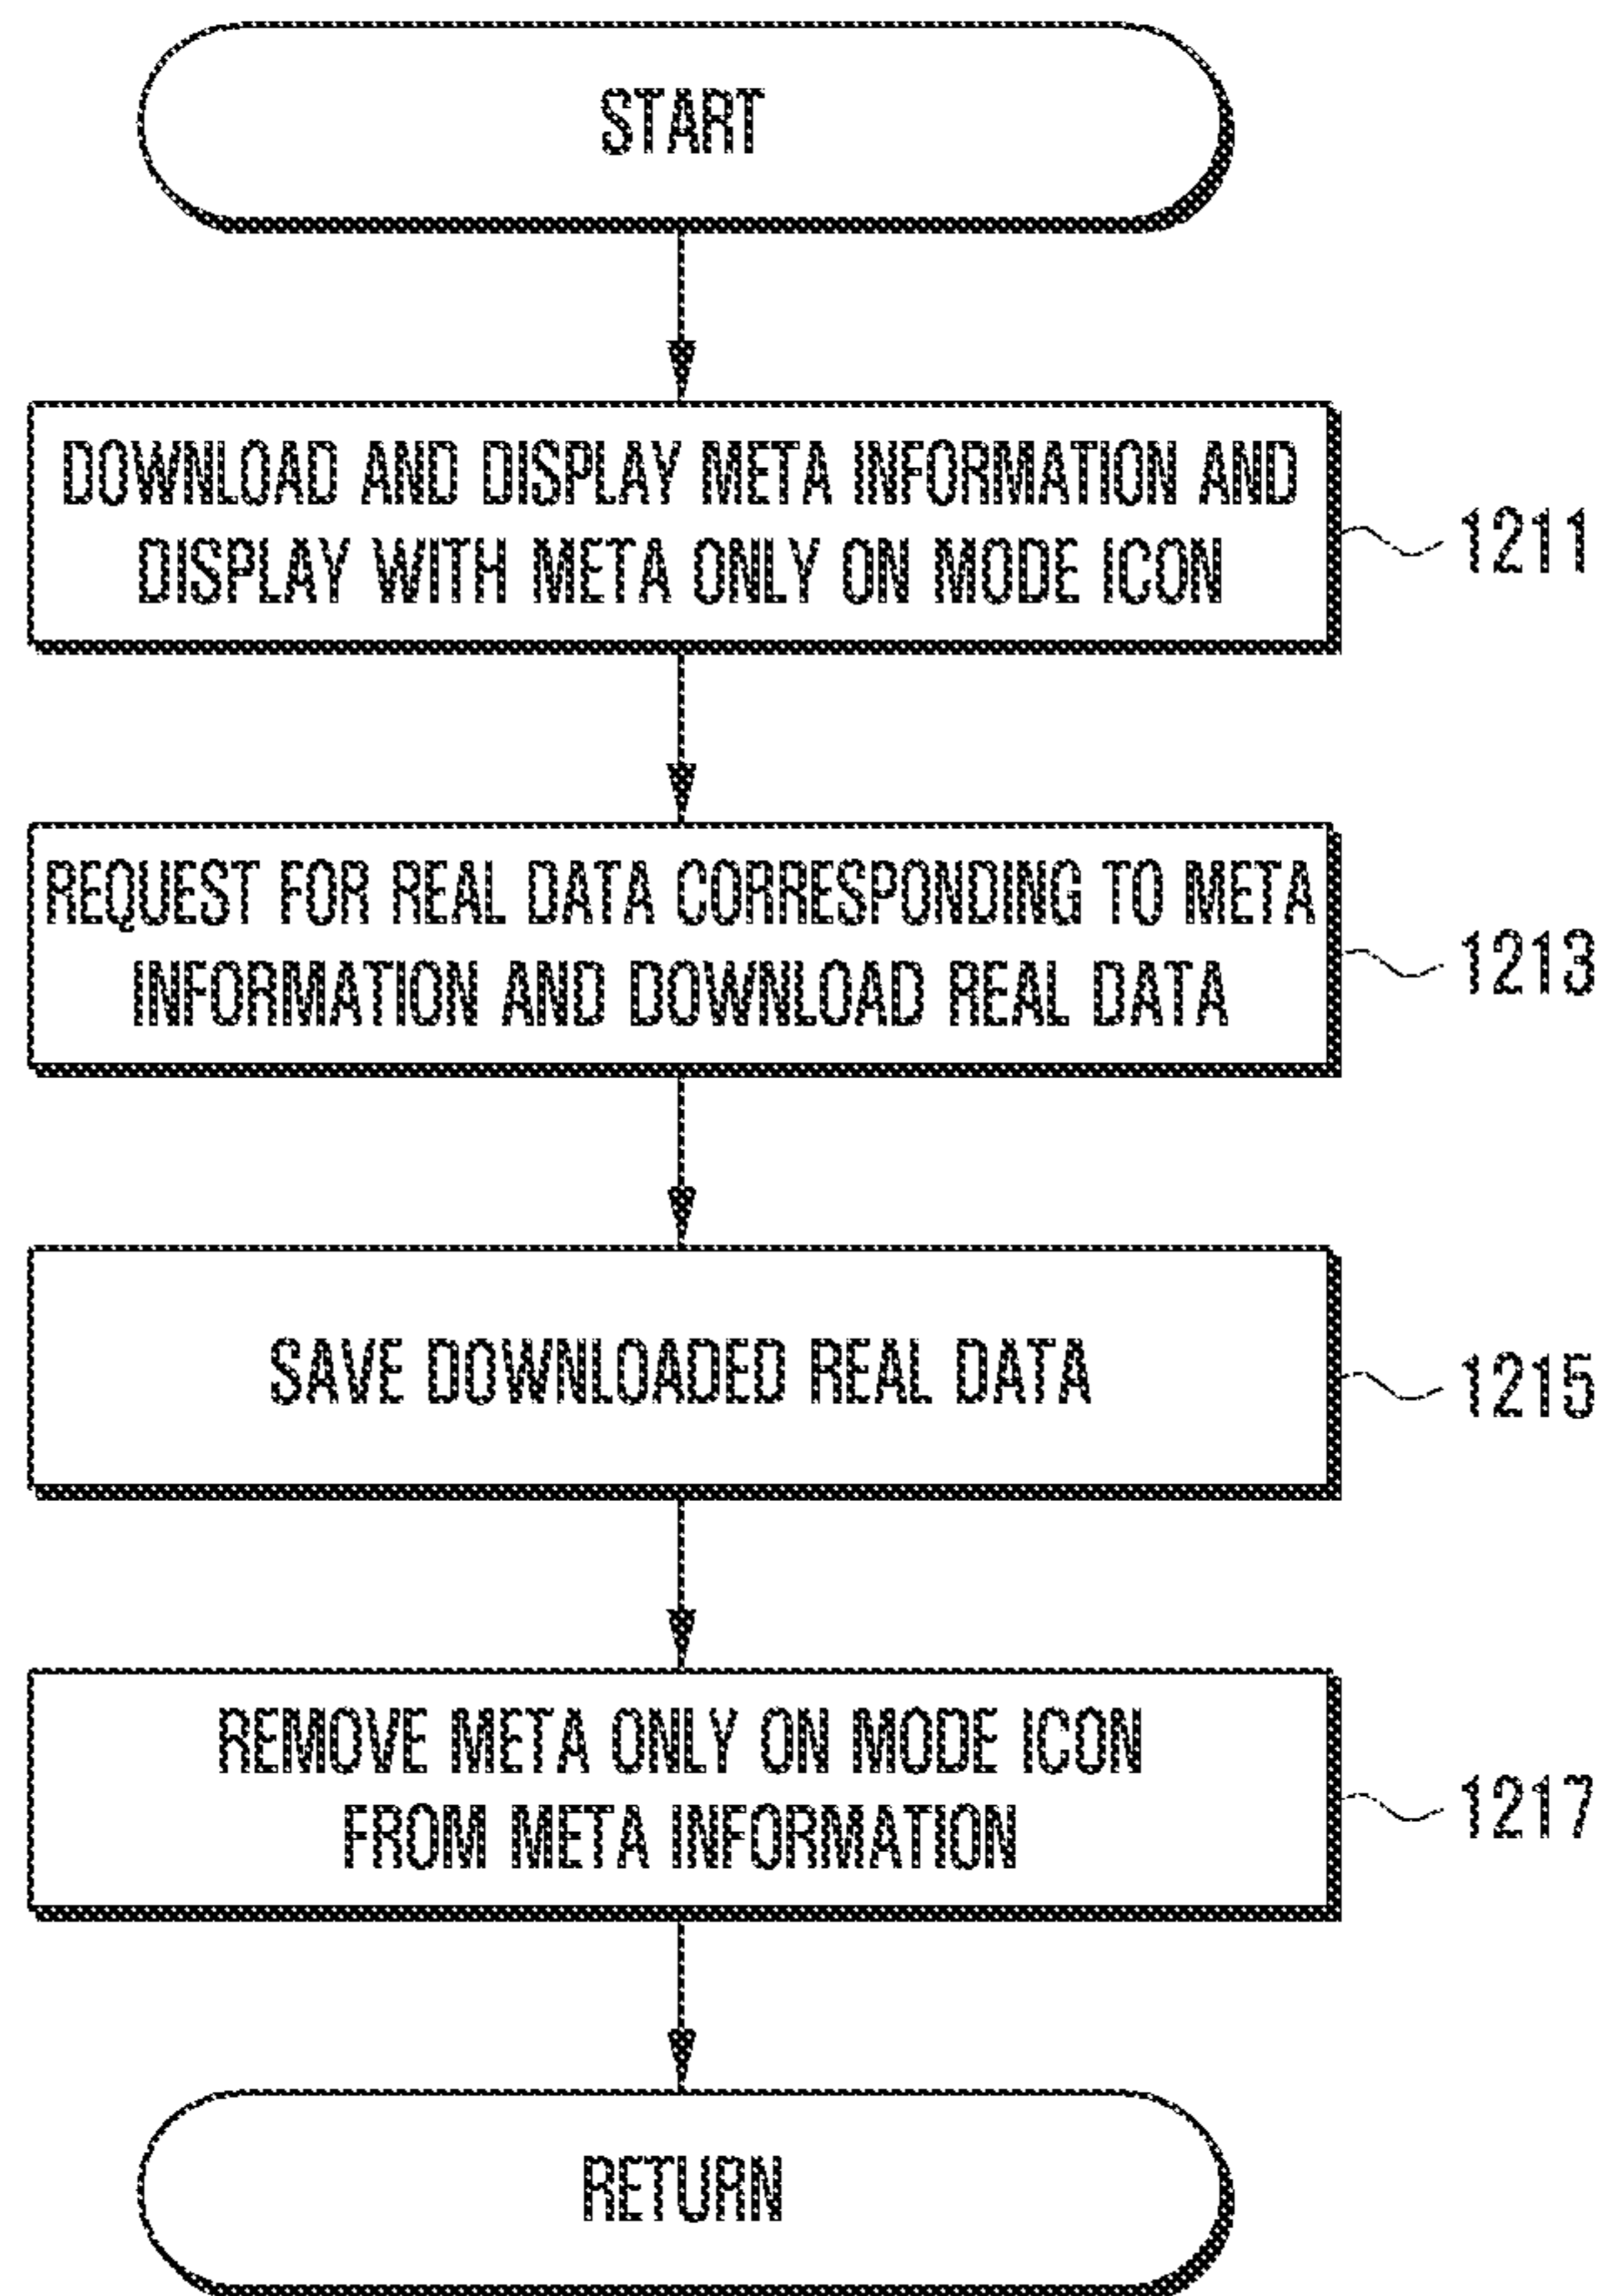 START
DOWNLOAD AND DISPLAY META INFORMATION AND
DISPLAY WITH META ONLY ON MODE ICON
1211
REQUEST FOR REAL DATA CORRESPONDING TO META
INFORMATION AND DOWNLOAD REAL DATA
1213
SAVE DOWNLOADED REAL DATA
1215
REMOVE META ONLY ON MODE ICON
FROM META INFORMATION
1217
RETURN